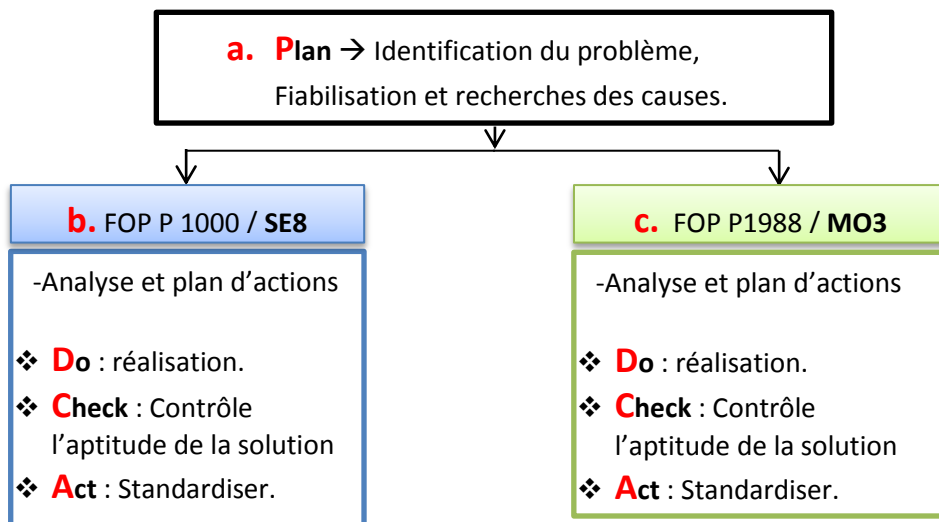 a. Plan → Identification du problème,
Fiabilisation et recherches des causes.
b. FOP P 1000 / SE8
-Analyse et plan d’actions
❖ Do : réalisation.
❖ Check : Contrôle
l’aptitude de la solution
❖ Act : Standardiser.
c. FOP P1988 / MO3
-Analyse et plan d’actions
❖ Do : réalisation.
❖ Check : Contrôle
l’aptitude de la solution
❖ Act : Standardiser.